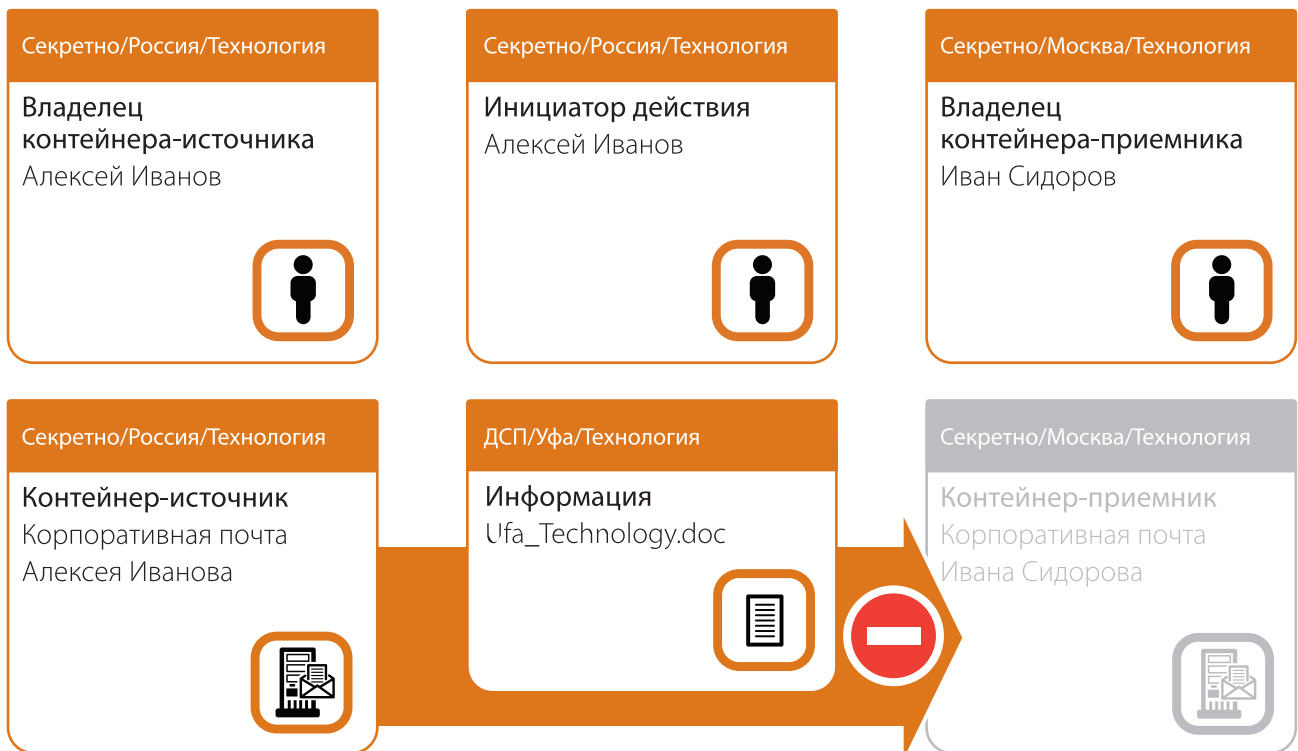 Секретно/Россия/Технология
Владелец
контейнера-источника
Алексей Иванов
Секретно/Россия/Технология
Инициатор действия
Алексей Иванов
Секретно/Москва/Технология
Владелец
контейнера-приемника
Иван Сидоров
Секретно/Россия/Технология
Контейнер-источник
Корпоративная почта
Алексея Иванова
ДСП/Уфа/Технология
Информация
Ufa_Technology.doc
Секретно/Москва/Технология
Контейнер-приемник
Корпоративная почта
Ивана Сидорова